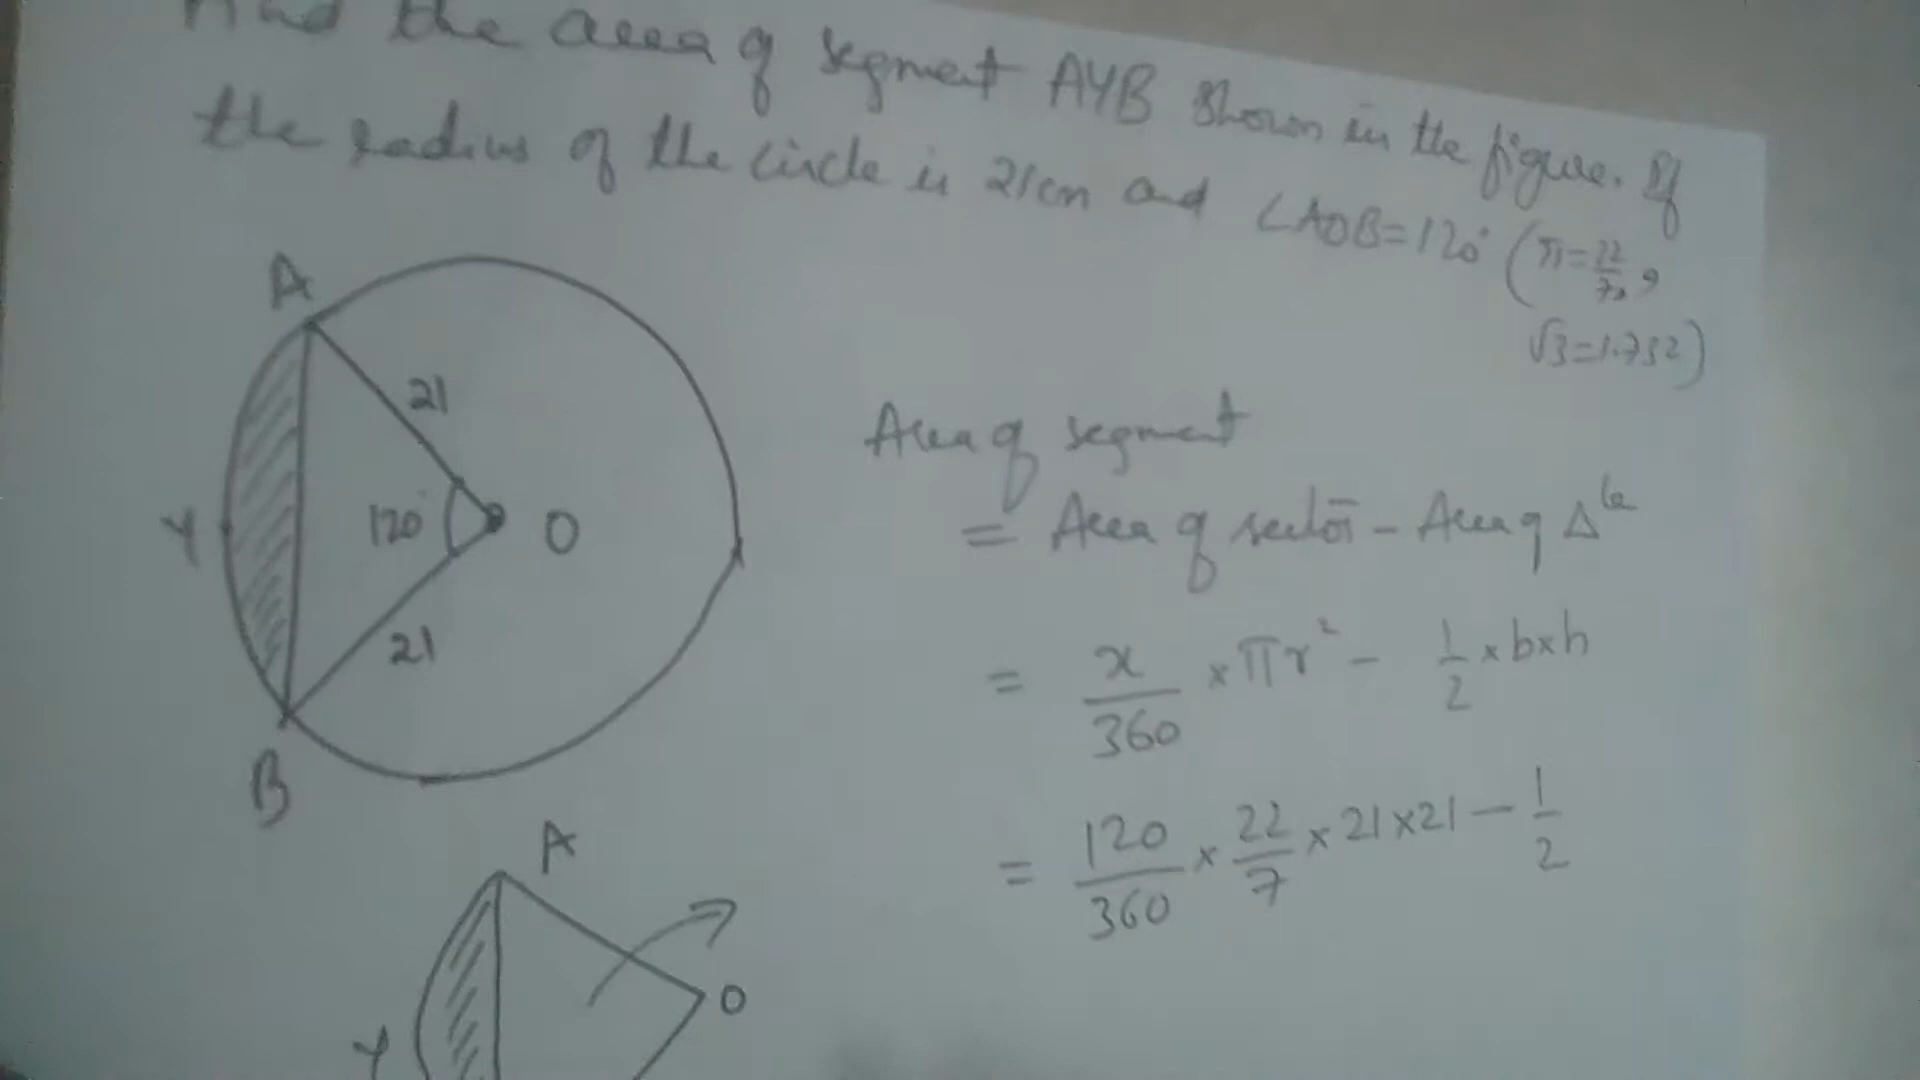 the area of segment AYB shown in the figure. If
the radius of the circle is 21cm and ∠AOB=120° (π=22/7,
√3=1.732)
A
21
Y
120°
O
21
B
Area of segment
= Area of sector - Area of Δle
= x/360 × πr² - 1/2 × b×h
= 120/360 × 22/7 × 21×21 - 1/2
A
O
Y